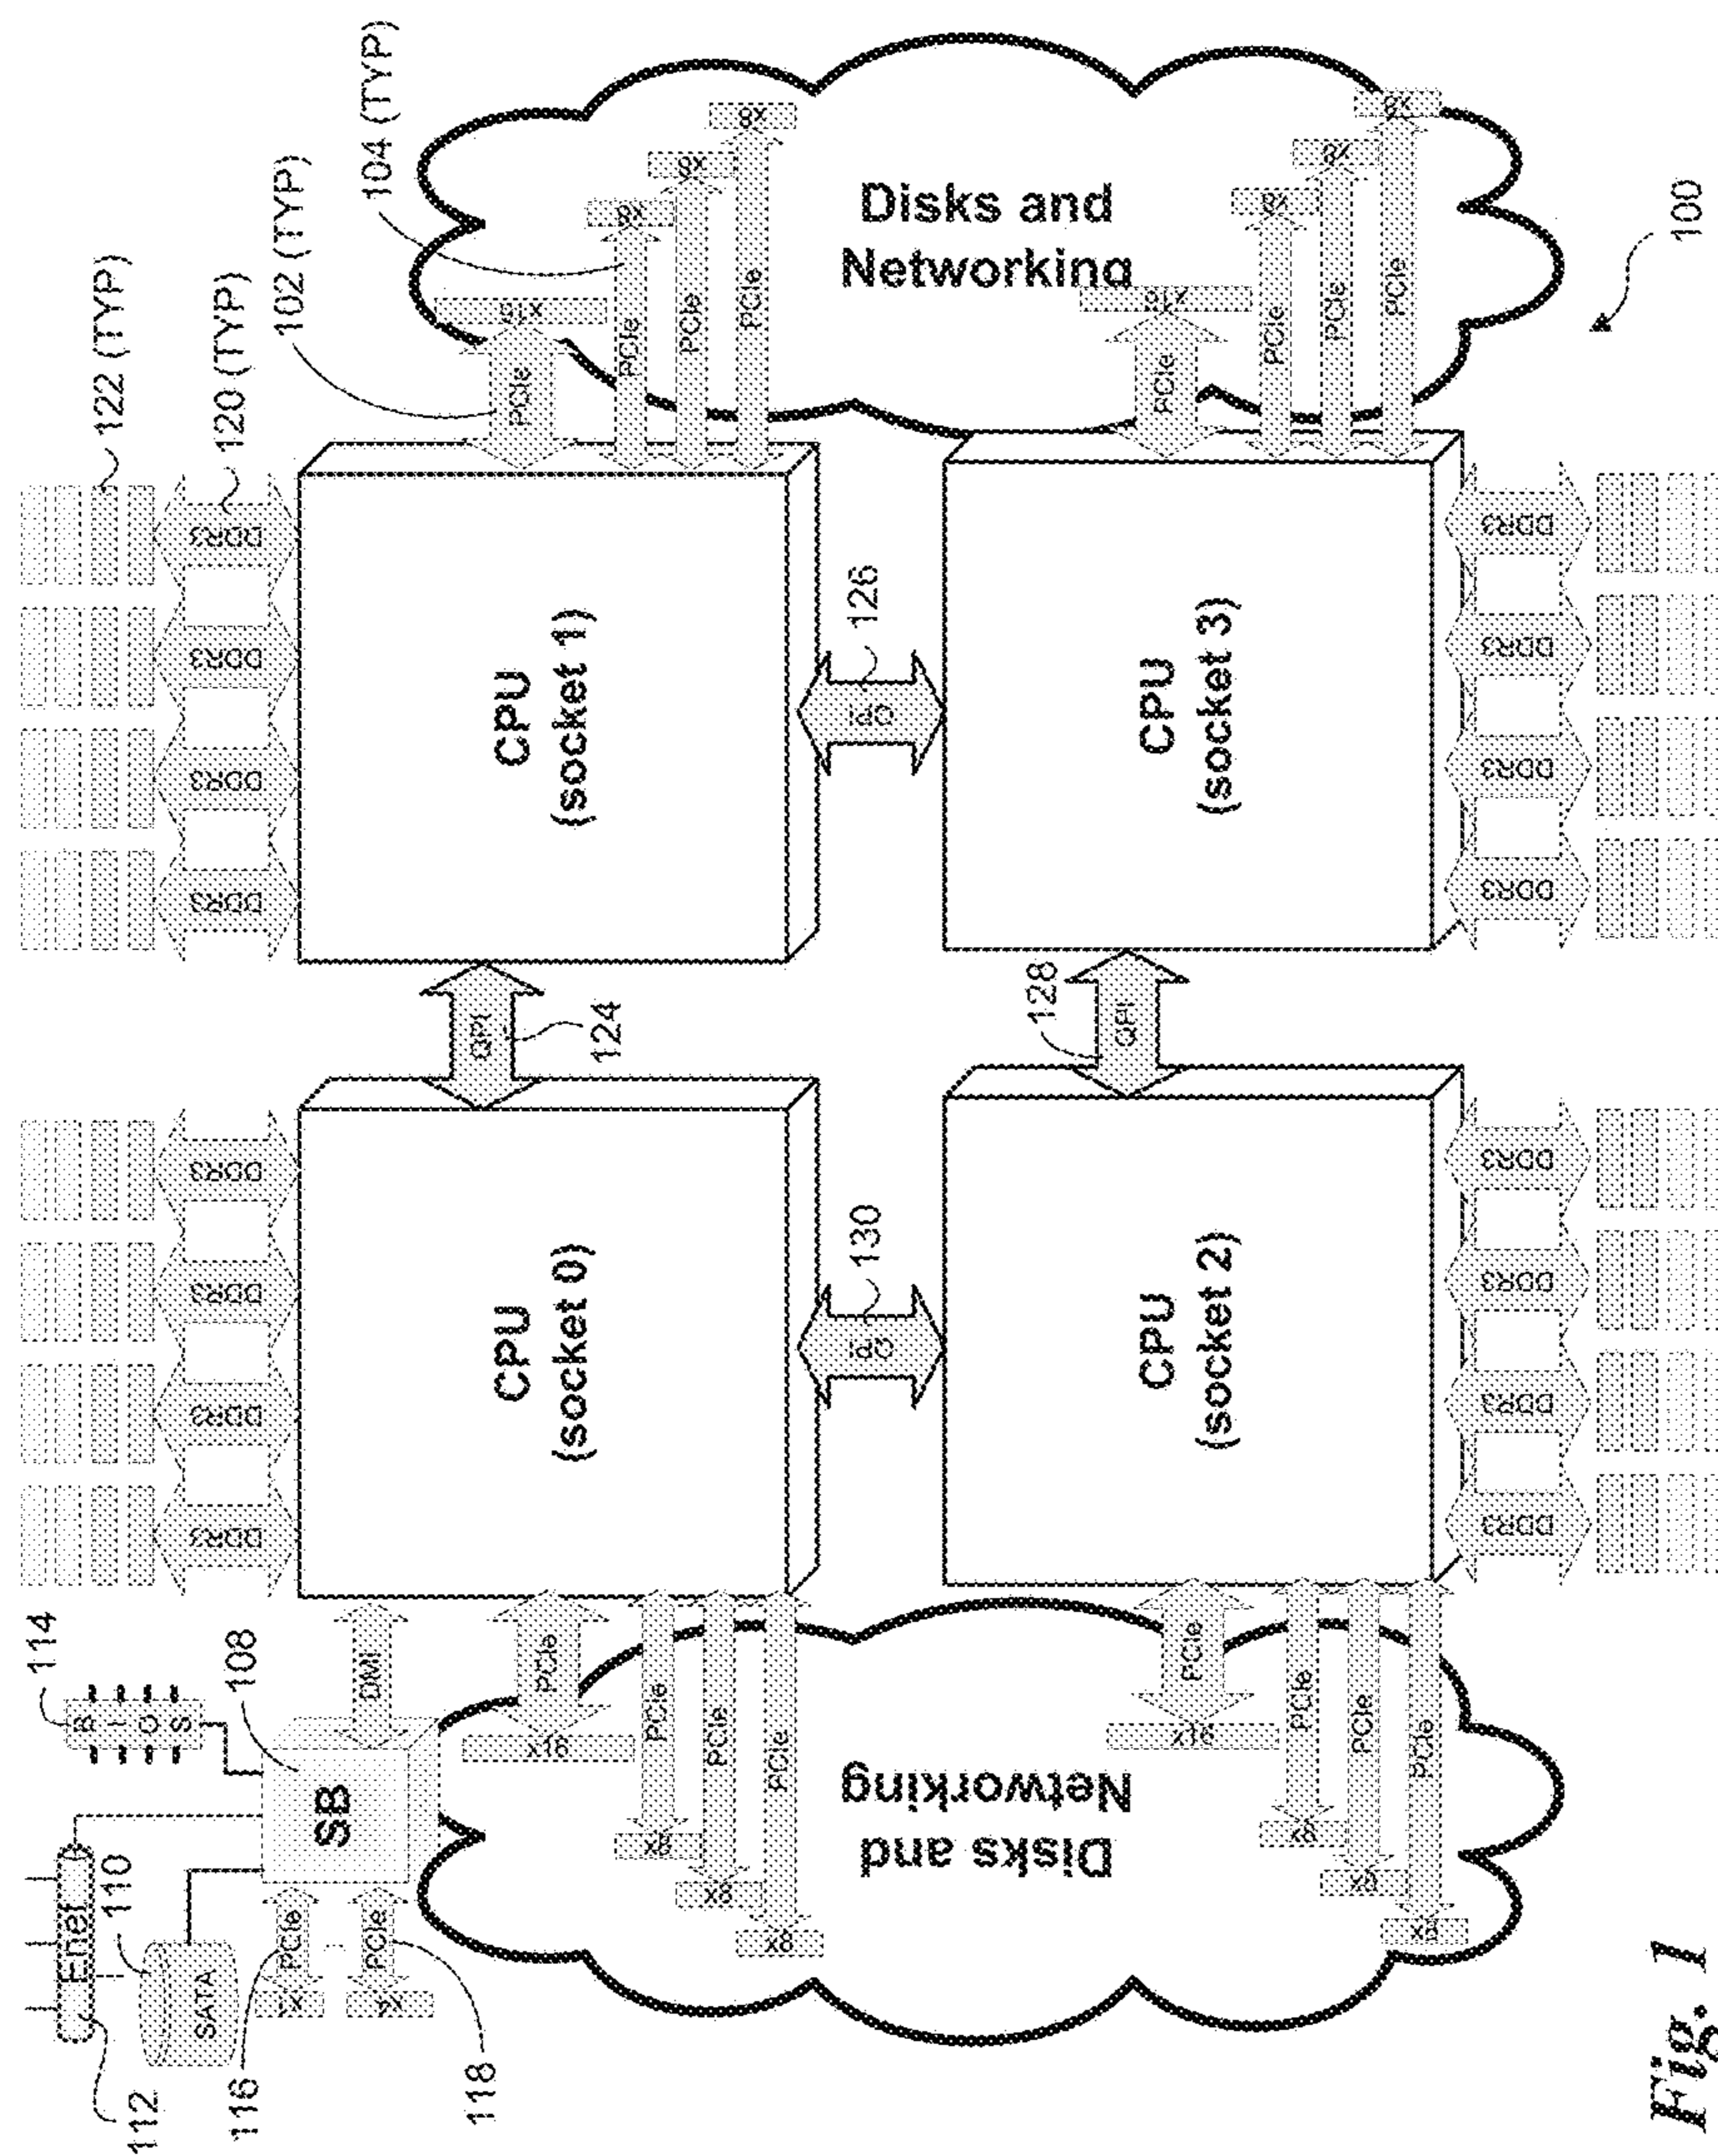 112
Enet
110
SATA
114
B
I
O
S
108
SB
116
PCIe
x1
118
PCIe
x4
DMI
DDR3
DDR3
DDR3
DDR3
DDR3
DDR3
DDR3
DDR3
122 (TYP)
120 (TYP)
102 (TYP)
104 (TYP)
CPU
(socket 0)
QPI
124
CPU
(socket 1)
PCIe
x16
PCIe
x8
PCIe
x8
PCIe
x8
PCIe
x16
PCIe
x8
PCIe
x8
PCIe
x8
Disks and
Networking
QPI
130
QPI
126
Disks and
Networking
CPU
(socket 2)
128
QPI
CPU
(socket 3)
PCIe
x16
PCIe
x8
PCIe
x8
PCIe
x8
PCIe
x16
PCIe
x8
PCIe
x8
PCIe
x8
DDR3
DDR3
DDR3
DDR3
DDR3
DDR3
DDR3
DDR3
100
Fig. 1